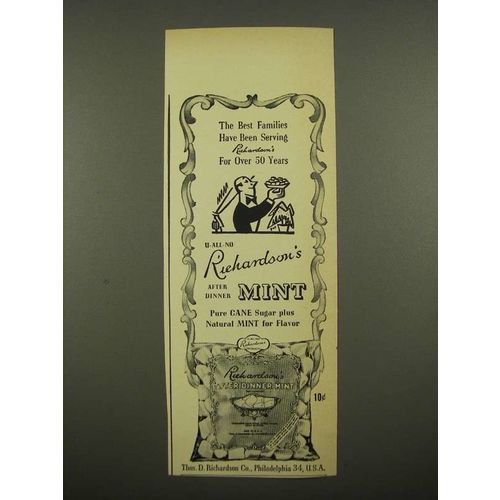 The Best Families
Have Been Serving
Richardson's
For Over 50 Years
U-ALL-NO
Richardson's
AFTER
DINNER MINT
Pure CANE Sugar plus
Natural MINT for Flavor
Richardson's
Richardson's
AFTER DINNER MINT
10¢
Thos. D. Richardson Co., Philadelphia 34, U.S.A.